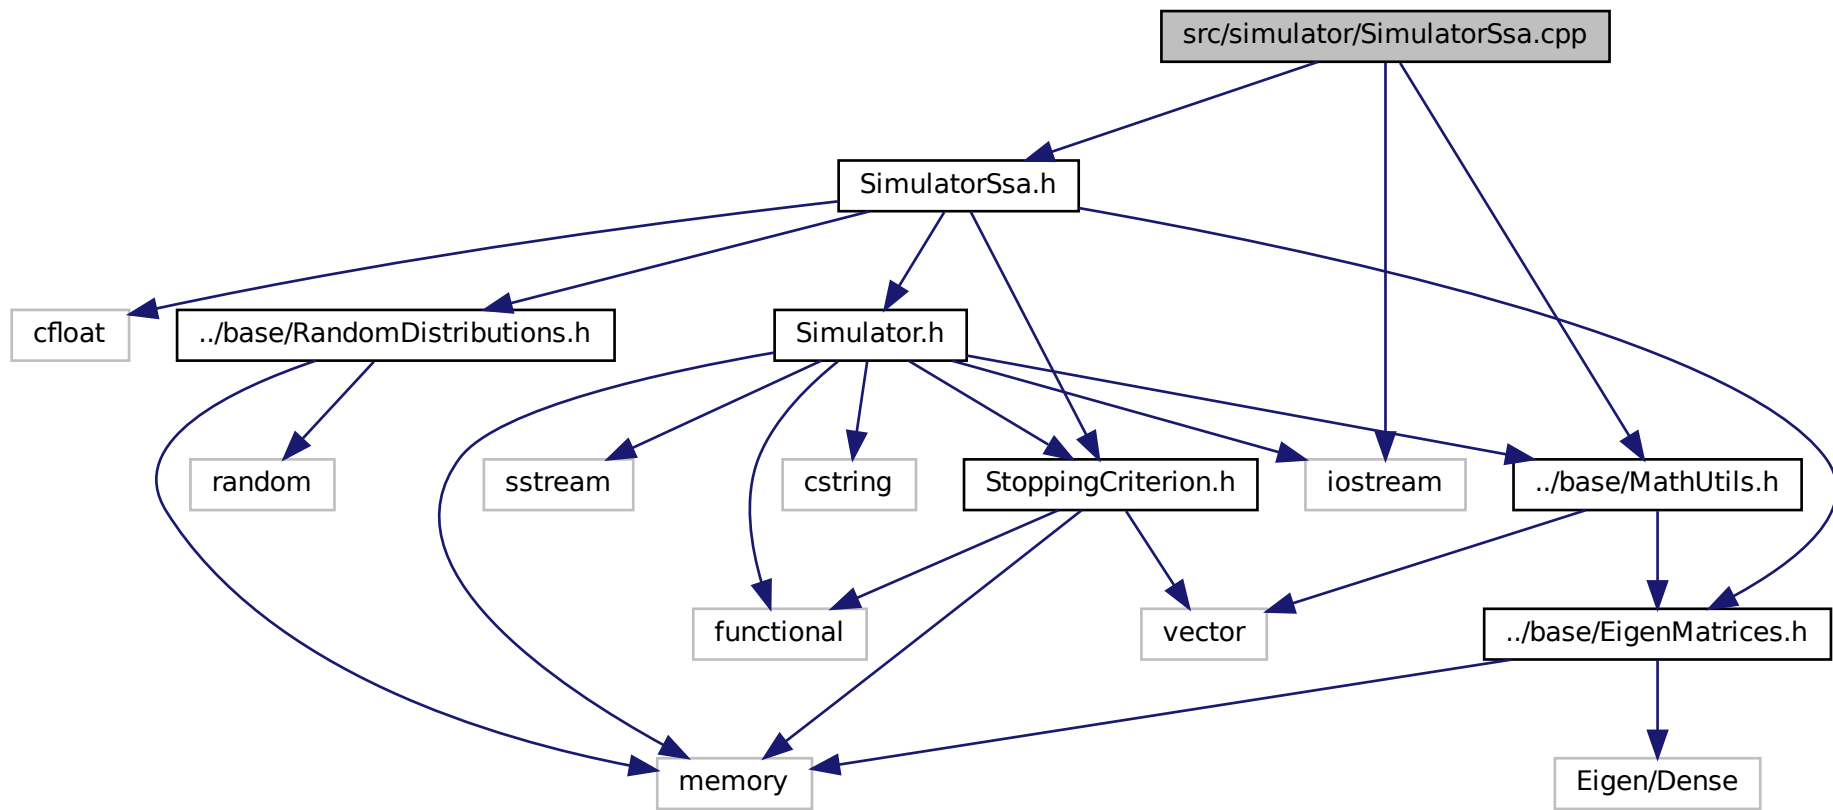 src/simulator/SimulatorSsa.cpp
SimulatorSsa.h
cfloat
../base/RandomDistributions.h
Simulator.h
random
sstream
cstring
StoppingCriterion.h
iostream
../base/MathUtils.h
functional
vector
../base/EigenMatrices.h
memory
Eigen/Dense